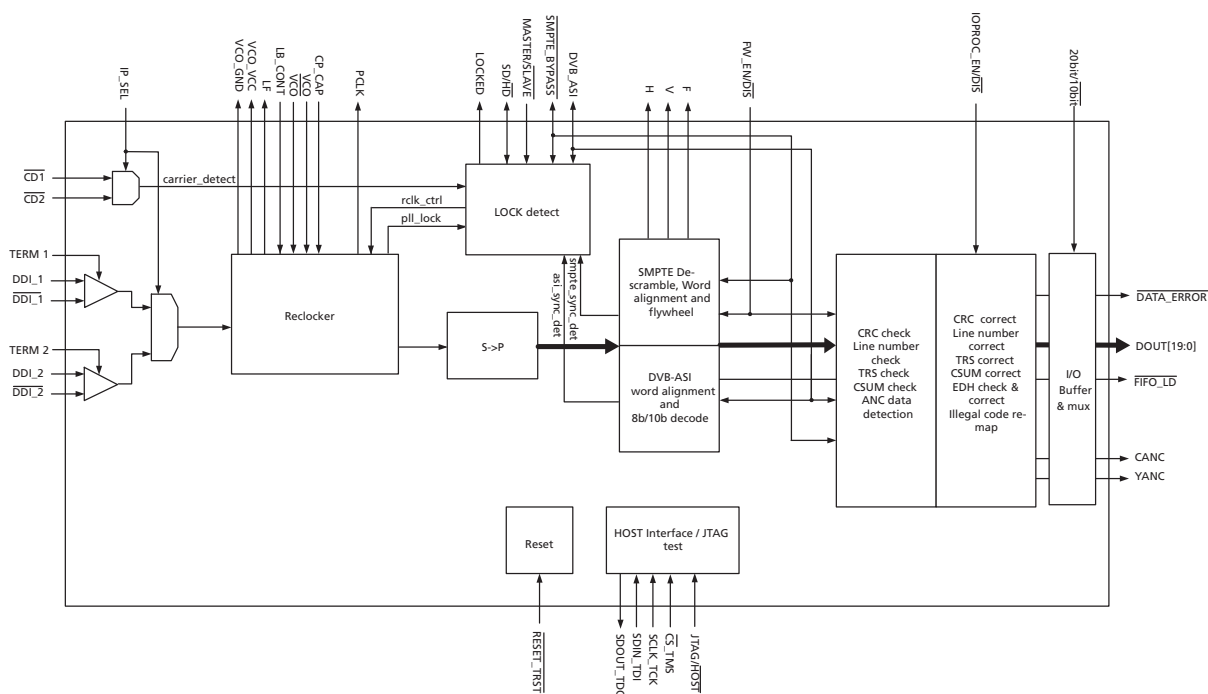 IP_SEL
VCO_GND
VCO_VCC
LF
LB_CONT
VCO
VCO
CP_CAP
PCLK
LOCKED
SD/HD
MASTER/SLAVE
SMPTE_BYPASS
DVB_ASI
H
V
F
FW_EN/DIS
IOPROC_EN/DIS
20bit/10bit
CD1
CD2
carrier_detect
rclk_ctrl
pll_lock
LOCK detect
TERM 1
DDI_1
DDI_1
TERM 2
DDI_2
DDI_2
Reclocker
S->P
asi_sync_det
smpte_sync_det
SMPTE De-
scramble, Word
alignment and
flywheel
DVB-ASI
word alignment
and
8b/10b decode
CRC check
Line number
check
TRS check
CSUM check
ANC data
detection
CRC correct
Line number
correct
TRS correct
CSUM correct
EDH check &
correct
Illegal code re-
map
I/O
Buffer
& mux
DATA_ERROR
DOUT[19:0]
FIFO_LD
CANC
YANC
Reset
HOST Interface / JTAG
test
RESET_TRST
SDOUT_TDO
SDIN_TDI
SCLK_TCK
CS_TMS
JTAG/HOST